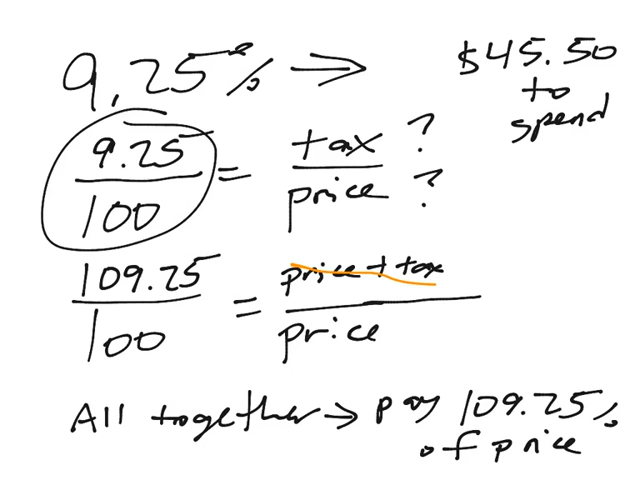 9.25% → $45.50
to
spend
9.25/100 = tax ?/price ?
109.25/100 = price + tax/price
All together → pay 109.25%
of price